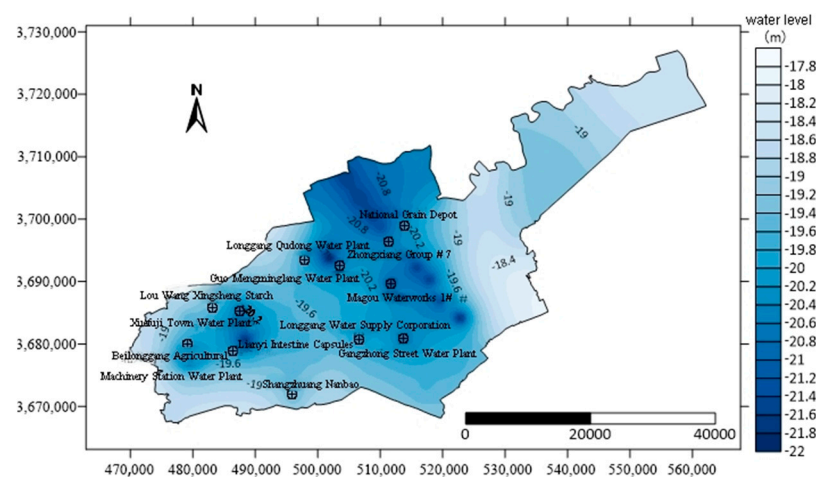 water level
(m)
3,730,000
3,720,000
3,710,000
3,700,000
3,690,000
3,680,000
3,670,000
N
-19
-20.8
-19
National Grain Depot
-20.8
-20.2
-19
Longgang Qudong Water Plant
Zhongxiang Group # 7
-18.4
Guo Mengminglang Water Plant
-20.2
-19.6
Lou Wang Xingsheng Starch
Magou Waterworks 1# #
-19.6
Xinfuji Town Water Plant
Longgang Water Supply Corporation
-19
Lianyi Intestine Capsules
Gangzhong Street Water Plant
Beilonggang Agricultural
-19.6
Machinery Station Water Plant
-19
Shangzhuang Nanbao
0
20000
40000
470,000 480,000 490,000 500,000 510,000 520,000 530,000 540,000 550,000 560,000
-17.8
-18
-18.4
-18.6
-18.8
-19
-19.2
-19.4
-19.6
-19.8
-20
-20.2
-20.4
-20.6
-20.8
-21
-21.2
-21.4
-21.6
-21.8
-22